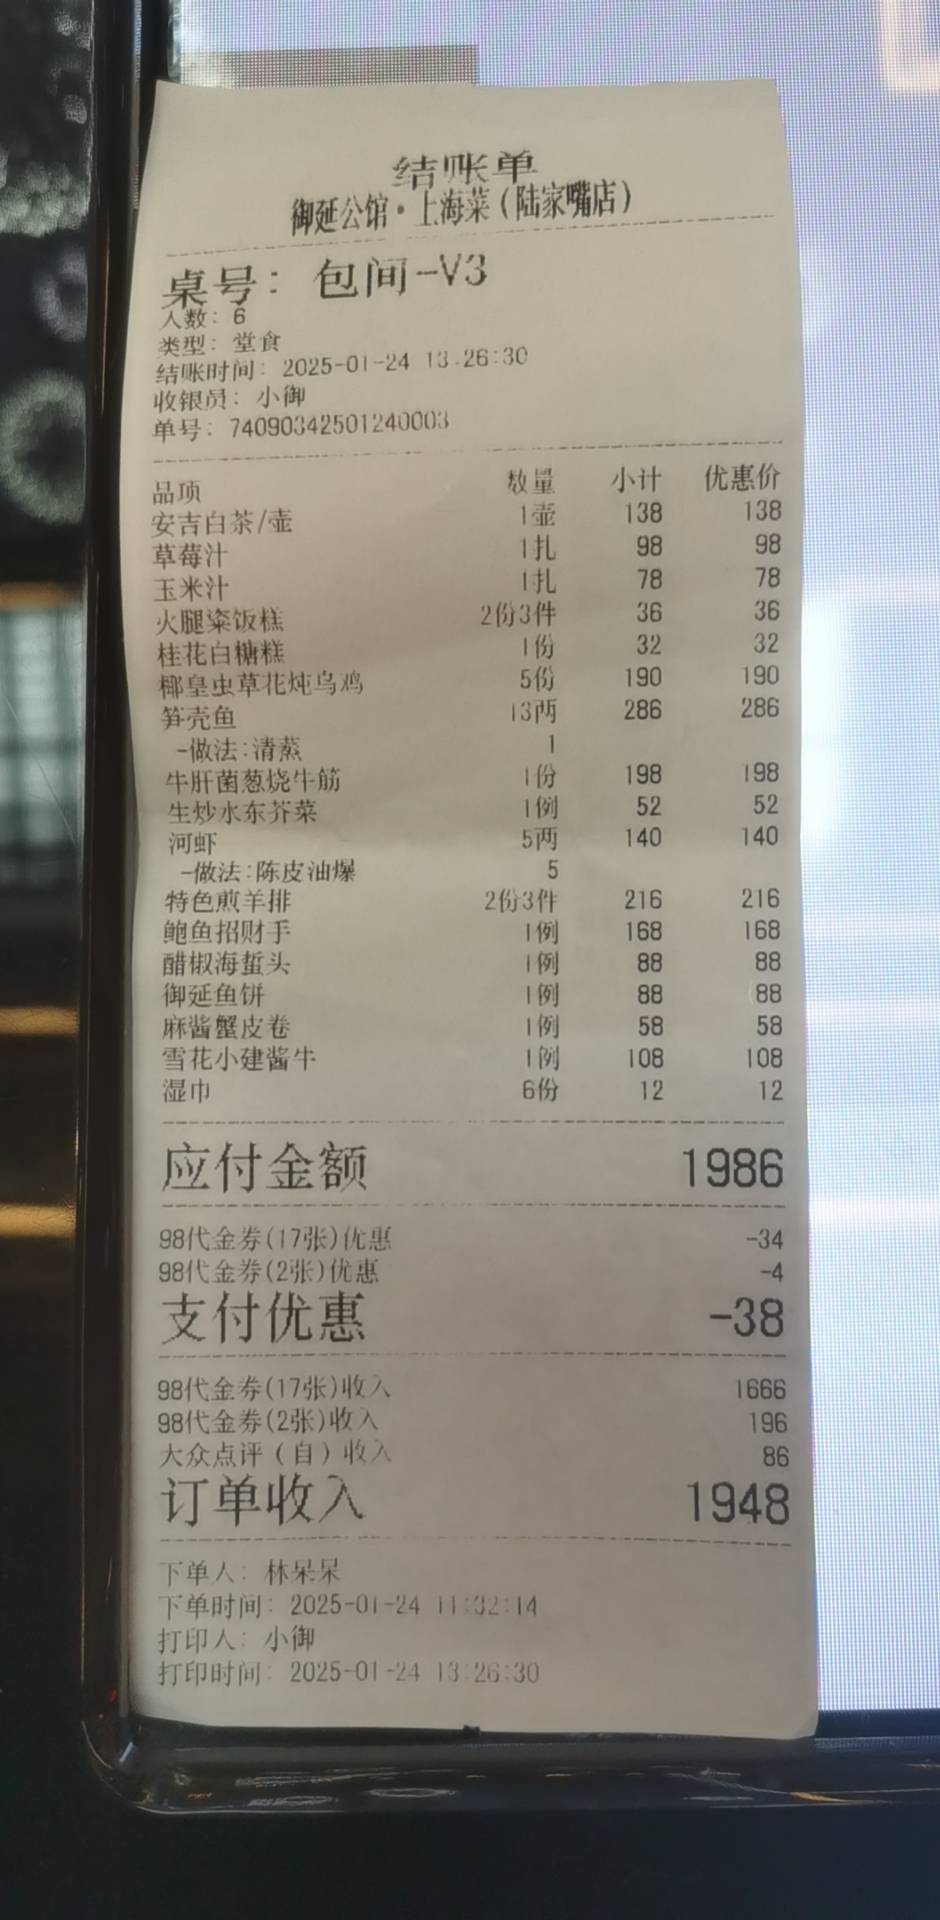 结账单
御延公馆·上海菜(陆家嘴店)
桌号: 包间-V3
人数: 6
类型: 堂食
结账时间: 2025-01-24 13:26:30
收银员: 小御
单号: 74090342501240003
品项 数量 小计 优惠价
安吉白茶/壶 1壶 138 138
草莓汁 1扎 98 98
玉米汁 1扎 78 78
火腿粢饭糕 2份3件 36 36
桂花白糖糕 1份 32 32
椰皇虫草花炖乌鸡 5份 190 190
笋壳鱼 13两 286 286
-做法:清蒸 1
牛肝菌葱烧牛筋 1份 198 198
生炒水东芥菜 1例 52 52
河虾 5两 140 140
-做法:陈皮油爆 5
特色煎羊排 2份3件 216 216
鲍鱼招财手 1例 168 168
醋椒海蜇头 1例 88 88
御延鱼饼 1例 88 88
麻酱蟹皮卷 1例 58 58
雪花小建酱牛 1例 108 108
湿巾 6份 12 12
应付金额 1986
98代金券(17张)优惠 -34
98代金券(2张)优惠 -4
支付优惠 -38
98代金券(17张)收入 1666
98代金券(2张)收入 196
大众点评(自)收入 86
订单收入 1948
下单人: 林呆呆
下单时间: 2025-01-24 11:32:14
打印人: 小御
打印时间: 2025-01-24 13:26:30